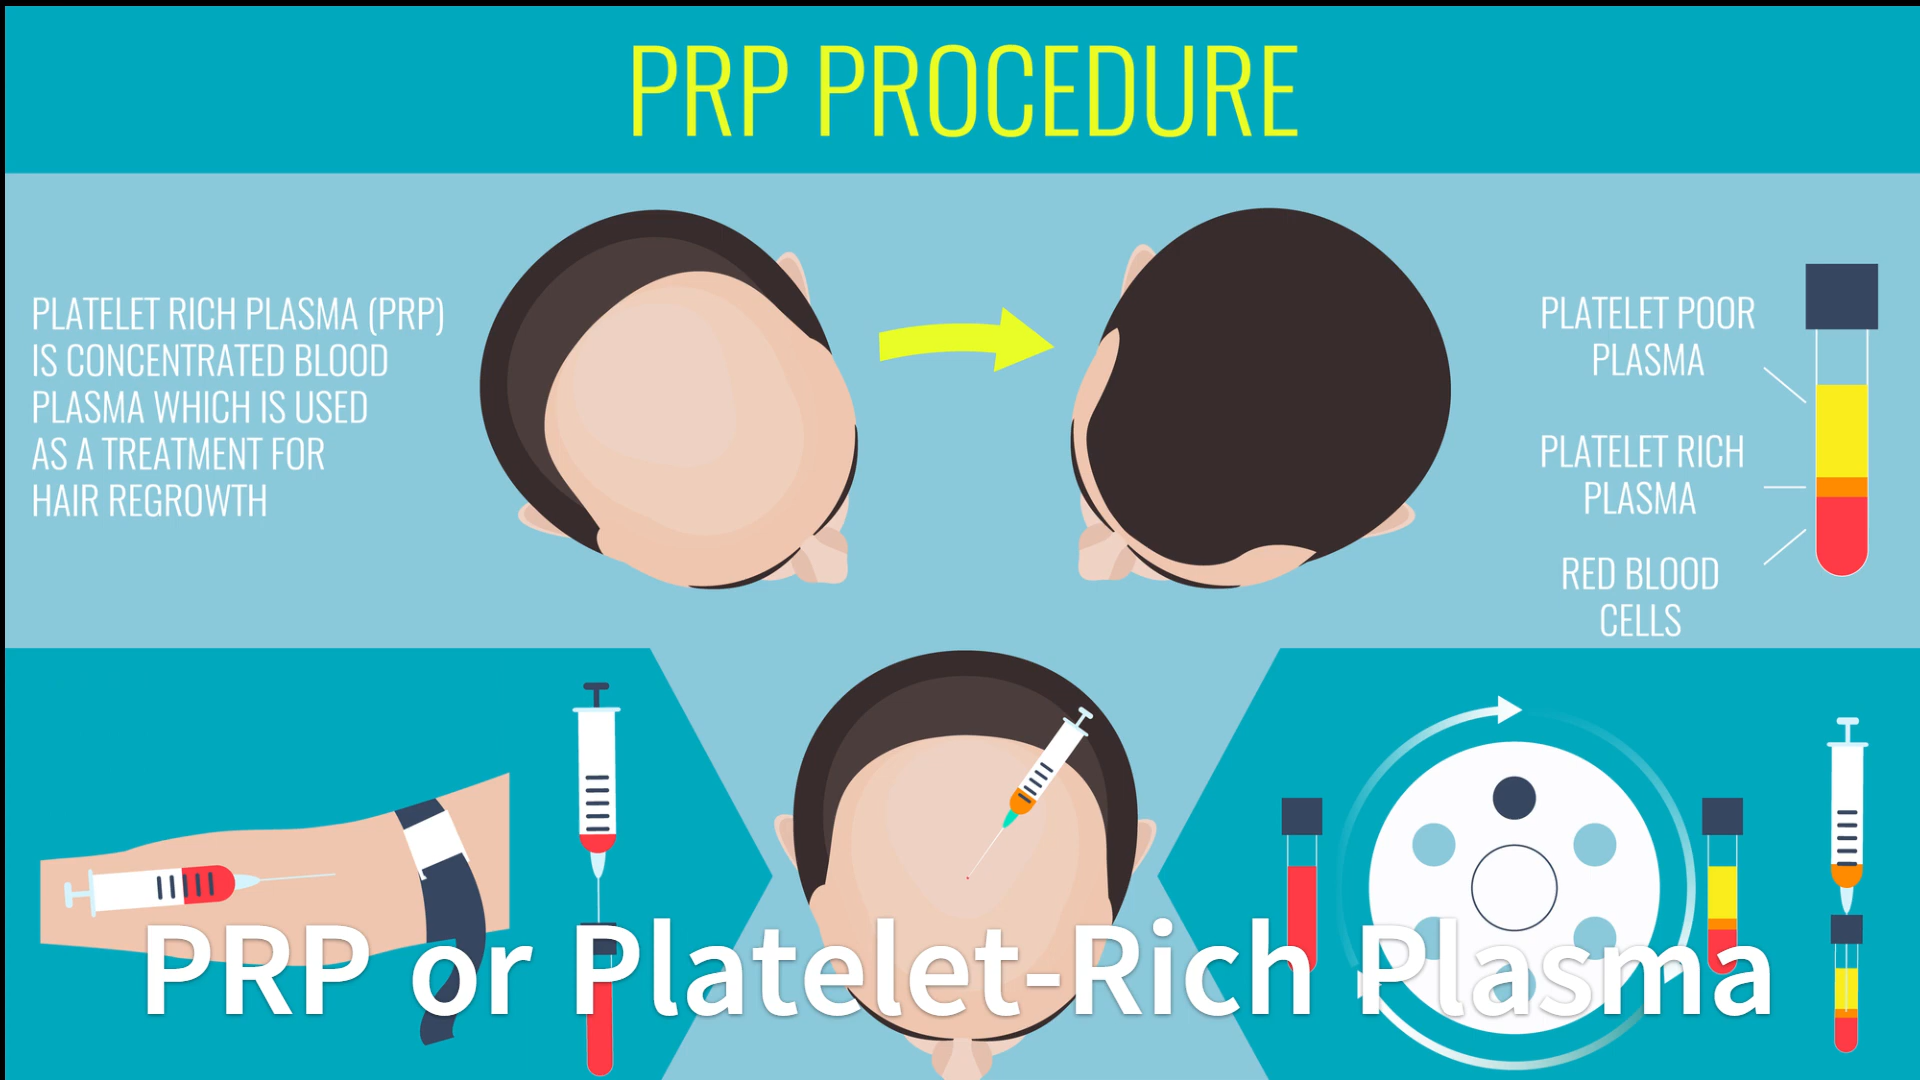 PRP PROCEDURE
PLATELET RICH PLASMA (PRP)
IS CONCENTRATED BLOOD
PLASMA WHICH IS USED
AS A TREATMENT FOR
HAIR REGROWTH
PLATELET POOR
PLASMA
PLATELET RICH
PLASMA
RED BLOOD
CELLS
PRP or Platelet-Rich Plasma